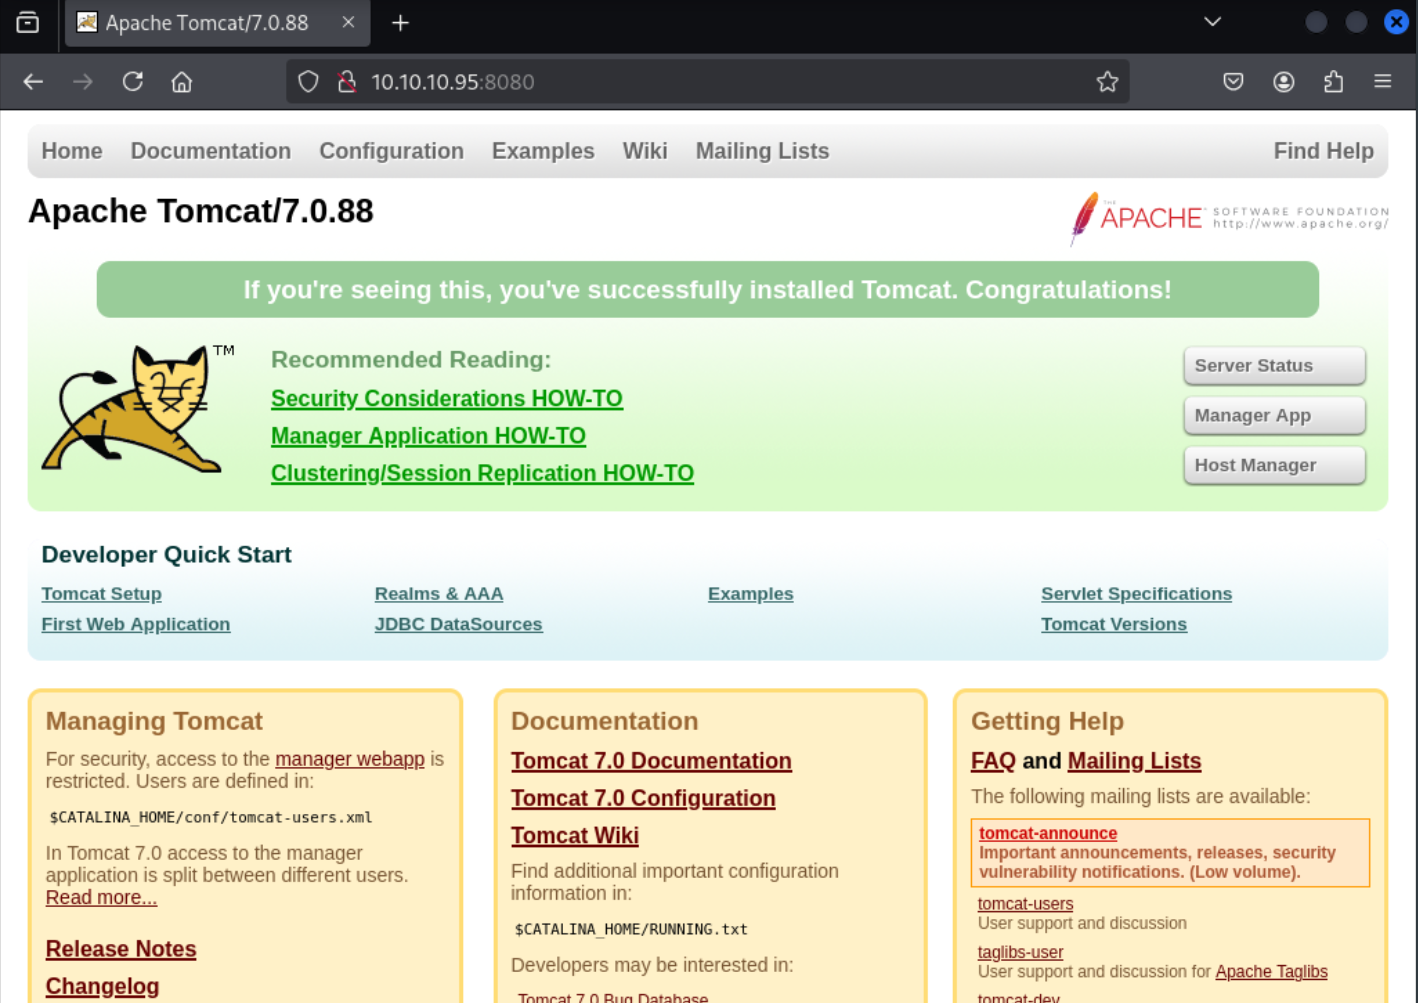 Apache Tomcat/7.0.88
10.10.10.95:8080
Home Documentation Configuration Examples Wiki Mailing Lists Find Help
Apache Tomcat/7.0.88
THE
APACHE SOFTWARE FOUNDATION
http://www.apache.org/
If you're seeing this, you've successfully installed Tomcat. Congratulations!
TM
Recommended Reading:
Security Considerations HOW-TO
Manager Application HOW-TO
Clustering/Session Replication HOW-TO
Server Status
Manager App
Host Manager
Developer Quick Start
Tomcat Setup
First Web Application
Realms & AAA
JDBC DataSources
Examples
Servlet Specifications
Tomcat Versions
Managing Tomcat
For security, access to the manager webapp is
restricted. Users are defined in:
$CATALINA_HOME/conf/tomcat-users.xml
In Tomcat 7.0 access to the manager
application is split between different users.
Read more...
Release Notes
Changelog
Documentation
Tomcat 7.0 Documentation
Tomcat 7.0 Configuration
Tomcat Wiki
Find additional important configuration
information in:
$CATALINA_HOME/RUNNING.txt
Developers may be interested in:
Tomcat 7.0 Bug Database
Getting Help
FAQ and Mailing Lists
The following mailing lists are available:
tomcat-announce
Important announcements, releases, security
vulnerability notifications. (Low volume).
tomcat-users
User support and discussion
taglibs-user
User support and discussion for Apache Taglibs
tomcat-dev